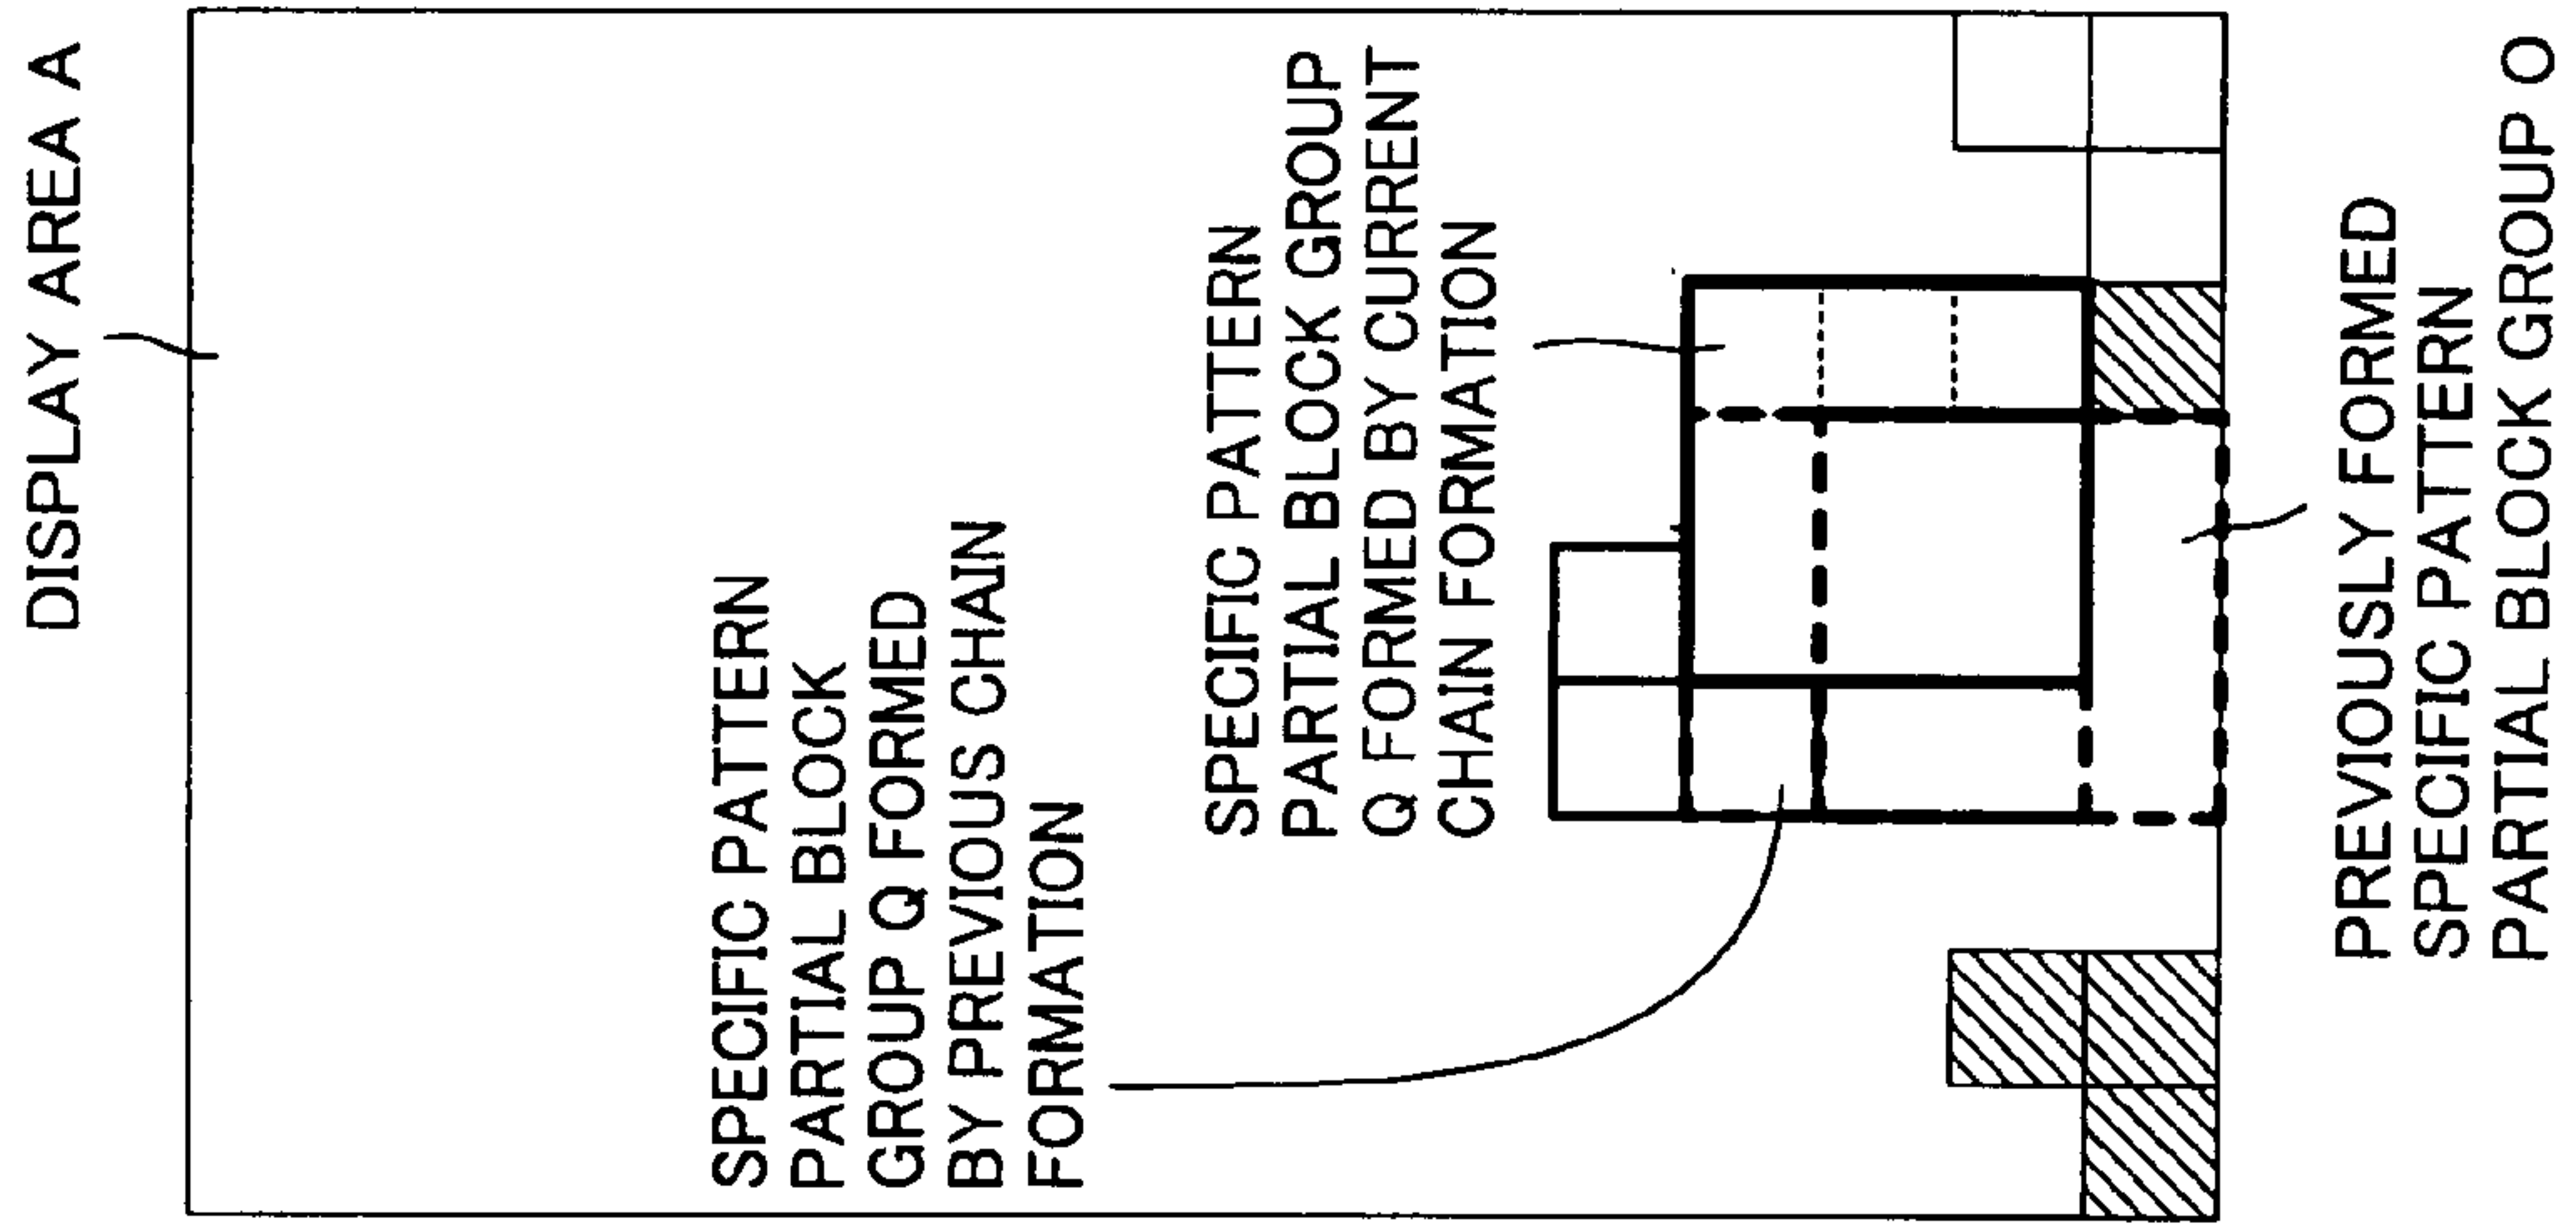 DISPLAY AREA A
SPECIFIC PATTERN
PARTIAL BLOCK
GROUP Q FORMED
BY PREVIOUS CHAIN
FORMATION
SPECIFIC PATTERN
PARTIAL BLOCK GROUP
Q FORMED BY CURRENT
CHAIN FORMATION
PREVIOUSLY FORMED
SPECIFIC PATTERN
PARTIAL BLOCK GROUP O